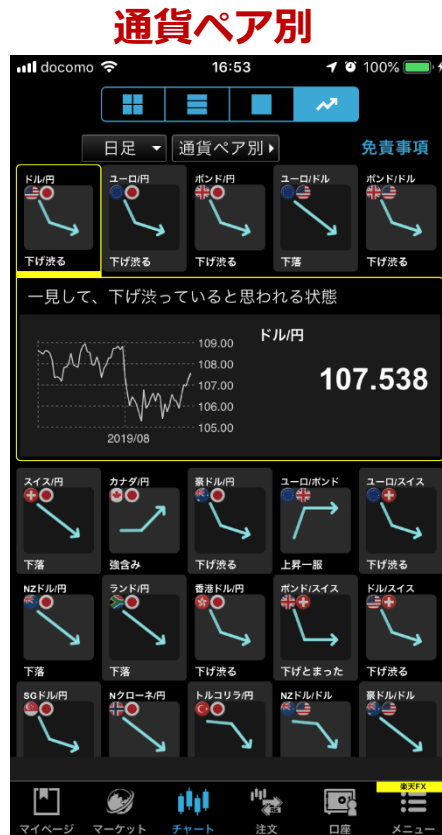 通貨ペア別
docomo 16:53 100%
日足 通貨ペア別 免責事項
ドル/円 ユーロ/円 ポンド/円 ユーロ/ドル ポンド/ドル
下げ渋る 下げ渋る 下げ渋る 下落 下げ渋る
一見して、下げ渋っていると思われる状態
ドル/円
107.538
109.00
108.00
107.00
106.00
105.00
2019/08
スイス/円 カナダ/円 豪ドル/円 ユーロ/ポンド ユーロ/スイス
下落 強含み 下げ渋る 上昇一服 下げ渋る
NZドル/円 ランド/円 香港ドル/円 ポンド/スイス ドル/スイス
下落 下落 下げ渋る 下げとまった 下げ渋る
SGドル/円 Nクローネ/円 トルコリラ/円 NZドル/ドル 豪ドル/ドル
楽天FX
マイページ マーケット チャート 注文 口座 メニュー